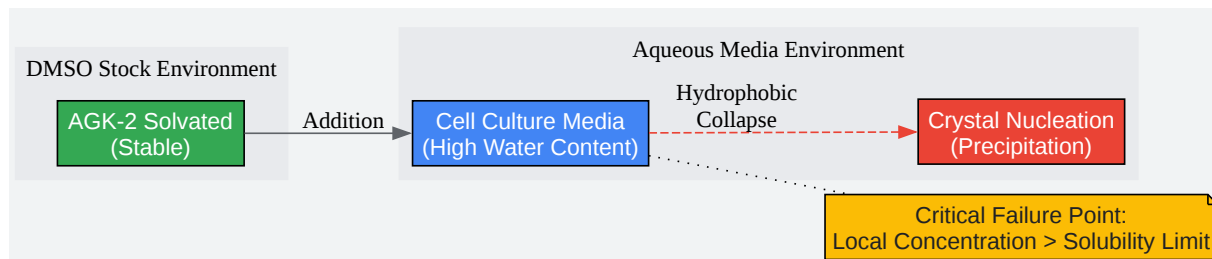 DMSO Stock Environment
AGK-2 Solvated
(Stable)
Addition
Aqueous Media Environment
Cell Culture Media
(High Water Content)
Hydrophobic
Collapse
Crystal Nucleation
(Precipitation)
Critical Failure Point:
Local Concentration > Solubility Limit